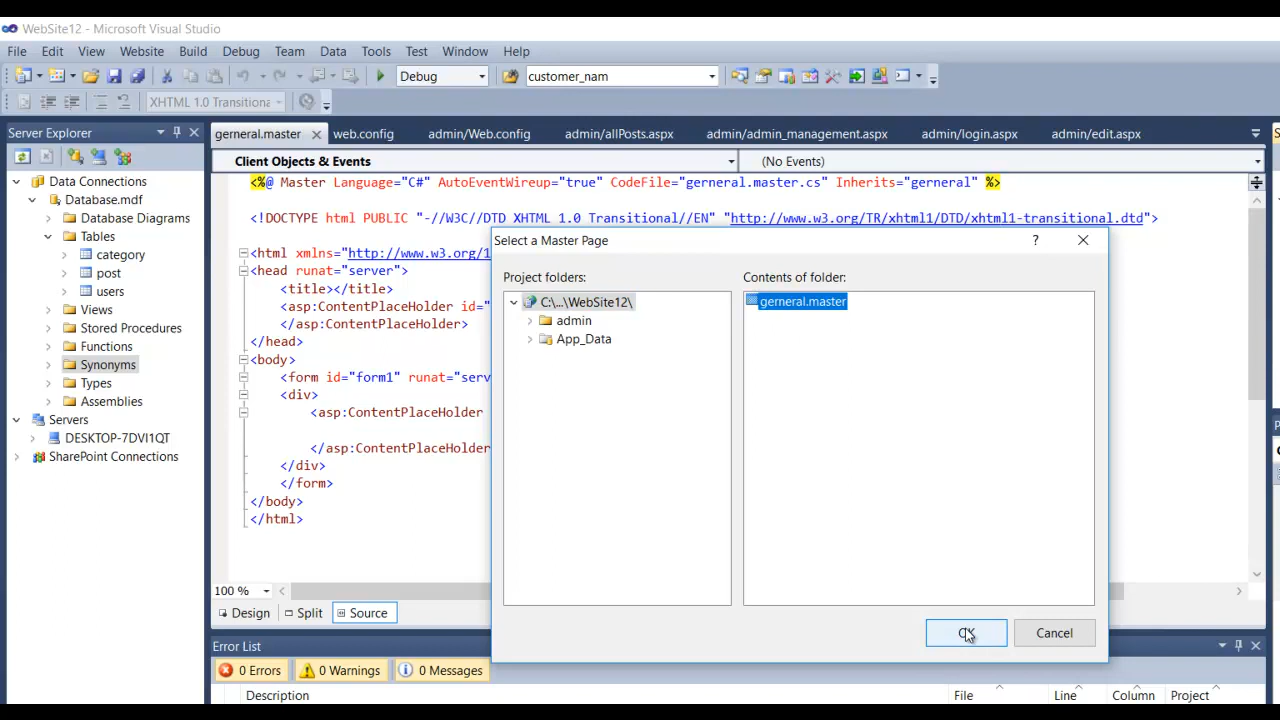 WebSite12 - Microsoft Visual Studio
File Edit View Website Build Debug Team Data Tools Test Window Help
Debug customer_nam
XHTML 1.0 Transitiona
Server Explorer
gerneral.master web.config admin/Web.config admin/allPosts.aspx admin/admin_management.aspx admin/login.aspx admin/edit.aspx
Client Objects & Events (No Events)
Data Connections
Database.mdf
Database Diagrams
Tables
category
post
users
Views
Stored Procedures
Functions
Synonyms
Types
Assemblies
Servers
DESKTOP-7DVI1QT
SharePoint Connections
<%@ Master Language="C#" AutoEventWireup="true" CodeFile="gerneral.master.cs" Inherits="gerneral" %>
<!DOCTYPE html PUBLIC "-//W3C//DTD XHTML 1.0 Transitional//EN" "http://www.w3.org/TR/xhtml1/DTD/xhtml1-transitional.dtd">
<html xmlns="http://www.w3.org/1
<head runat="server">
<title></title>
<asp:ContentPlaceHolder id="
</asp:ContentPlaceHolder>
</head>
<body>
<form id="form1" runat="serv
<div>
<asp:ContentPlaceHolder
</asp:ContentPlaceHolder
</div>
</form>
</body>
</html>
Select a Master Page
Project folders: Contents of folder:
C:\...\WebSite12\
admin
App_Data
gerneral.master
OK Cancel
100 %
Design Split Source
Error List
0 Errors 0 Warnings 0 Messages
Description File Line Column Project